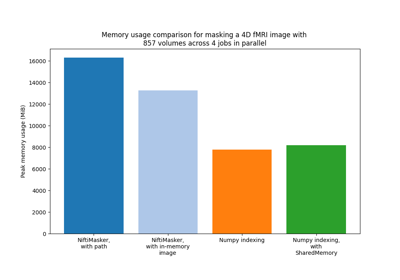 Memory usage comparison for masking a 4D fMRI image with
857 volumes across 4 jobs in parallel
Peak memory usage (MiB)
16000
14000
12000
10000
8000
6000
4000
2000
0
NiftiMasker,
with path
NiftiMasker,
with in-memory
image
Numpy indexing
Numpy indexing,
with
SharedMemory